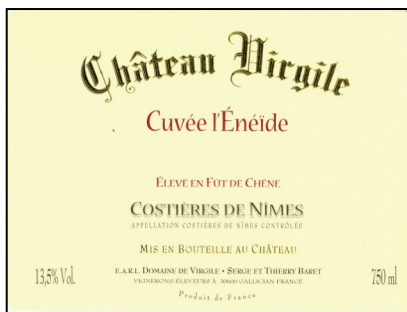 Château Virgile
Cuvée l'Énéïde
ÉLEVÉ EN FÛT DE CHÊNE
COSTIÈRES DE NÎMES
APPELLATION COSTIÈRES DE NÎMES CONTRÔLÉE
MIS EN BOUTEILLE AU CHÂTEAU
13,5% Vol.
E.A.R.L. DOMAINE DE VIRGILE • SERGE ET THIERRY BARET
750 ml
VIGNERONS-ÉLEVEURS À 30600 GALLICIAN FRANCE
Produit de France